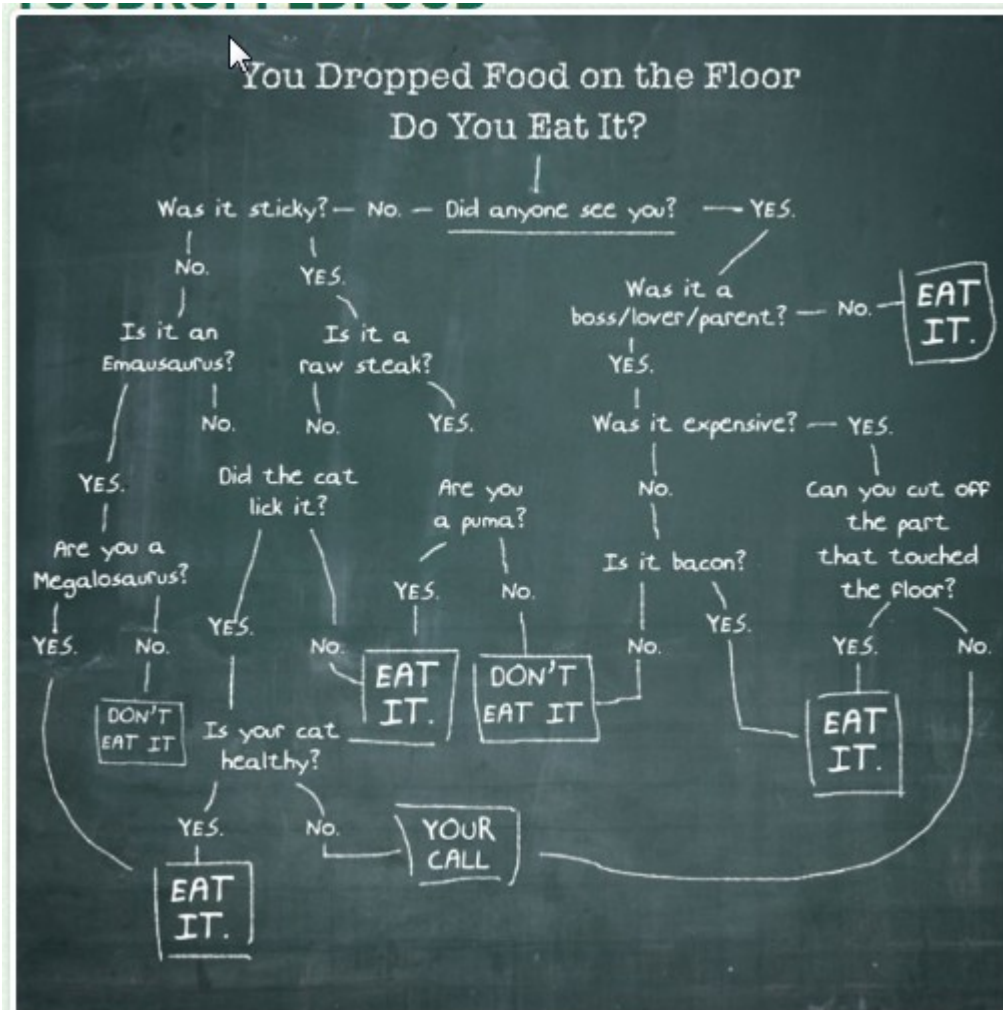 You Dropped Food on the Floor
Do You Eat It?
Was it sticky? — No. — Did anyone see you? — YES.
No.
YES.
Was it a
boss/lover/parent? — No. — EAT
IT.
Is it an
Emausaurus?
Is it a
raw steak?
YES.
No.
No.
YES.
Was it expensive? — YES.
YES.
Did the cat
lick it?
Are you
a puma?
No.
Can you cut off
the part
that touched
the floor?
Are you a
Megalosaurus?
YES.
No.
Is it bacon?
YES.
No.
YES.
No.
No.
YES.
YES.
No.
DON'T
EAT IT
EAT
IT.
DON'T
EAT IT
EAT
IT.
Is your cat
healthy?
YES.
No.
YOUR
CALL
EAT
IT.